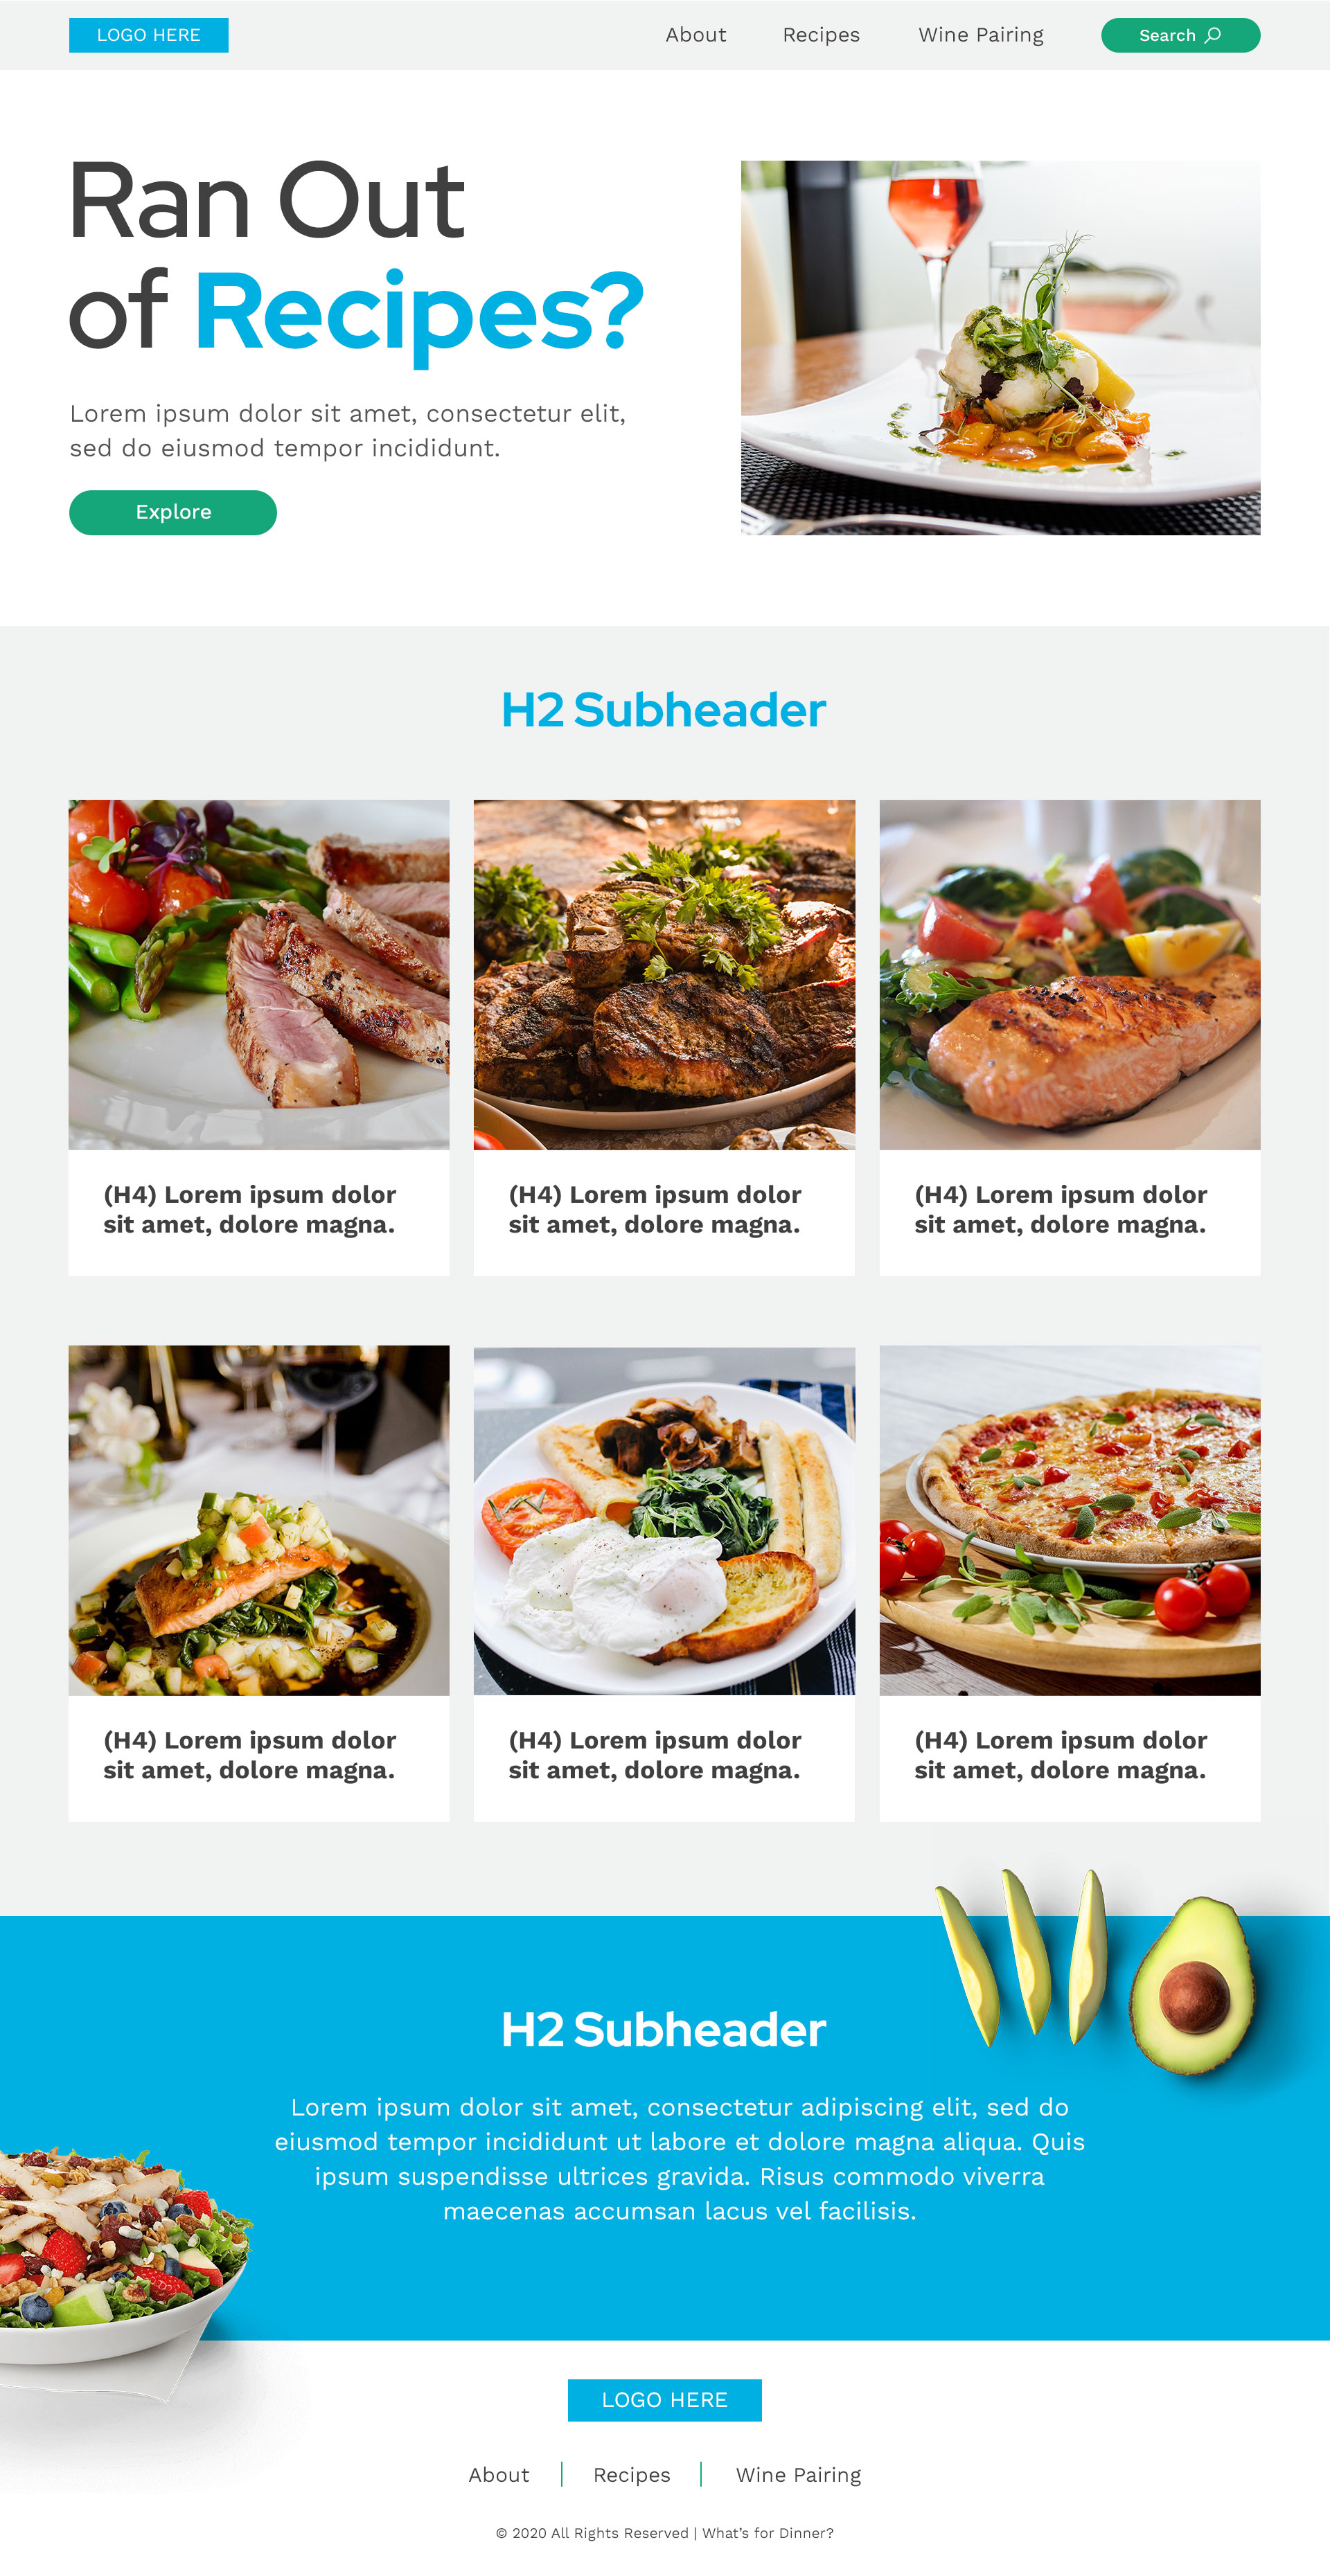 LOGO HERE
About Recipes Wine Pairing Search
Ran Out
of Recipes?
Lorem ipsum dolor sit amet, consectetur elit,
sed do eiusmod tempor incididunt.
Explore
H2 Subheader
(H4) Lorem ipsum dolor
sit amet, dolore magna.
(H4) Lorem ipsum dolor
sit amet, dolore magna.
(H4) Lorem ipsum dolor
sit amet, dolore magna.
(H4) Lorem ipsum dolor
sit amet, dolore magna.
(H4) Lorem ipsum dolor
sit amet, dolore magna.
(H4) Lorem ipsum dolor
sit amet, dolore magna.
H2 Subheader
Lorem ipsum dolor sit amet, consectetur adipiscing elit, sed do
eiusmod tempor incididunt ut labore et dolore magna aliqua. Quis
ipsum suspendisse ultrices gravida. Risus commodo viverra
maecenas accumsan lacus vel facilisis.
LOGO HERE
About | Recipes | Wine Pairing
© 2020 All Rights Reserved | What’s for Dinner?